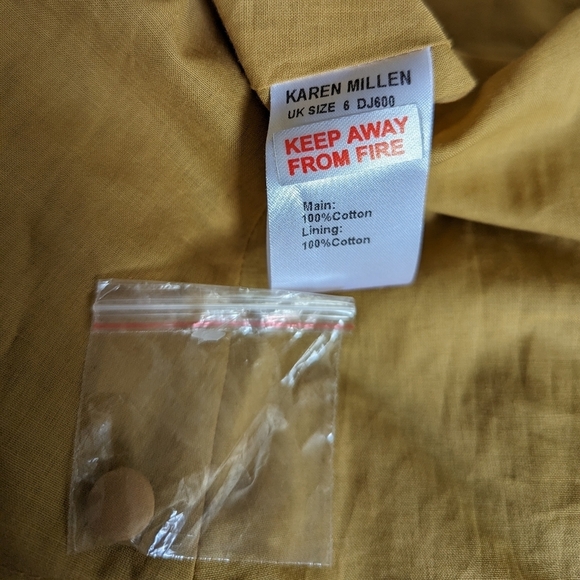 KAREN MILLEN
UK SIZE 6 DJ600
KEEP AWAY
FROM FIRE
Main:
100%Cotton
Lining:
100%Cotton